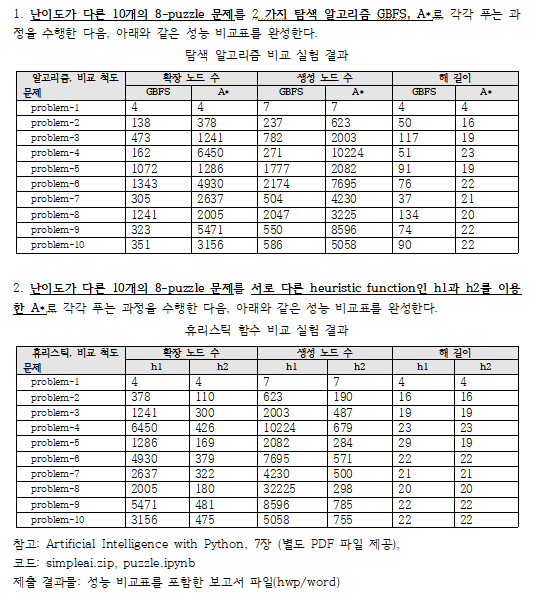 1. 난이도가 다른 10개의 8-puzzle 문제를 2 가지 탐색 알고리즘 GBFS, A*로 각각 푸는 과
정을 수행한 다음, 아래와 같은 성능 비교표를 완성한다.
탐색 알고리즘 비교 실험 결과
알고리즘, 비교 척도 확장 노드 수 생성 노드 수 해 길이
문제 GBFS A* GBFS A* GBFS A*
problem-1 4 4 7 7 4 4
problem-2 138 378 237 623 50 16
problem-3 473 1241 782 2003 117 19
problem-4 162 6450 271 10224 51 23
problem-5 1072 1286 1777 2082 91 19
problem-6 1343 4930 2174 7695 76 22
problem-7 305 2637 504 4230 37 21
problem-8 1241 2005 2047 3225 134 20
problem-9 323 5471 550 8596 74 22
problem-10 351 3156 586 5058 90 22
2. 난이도가 다른 10개의 8-puzzle 문제를 서로 다른 heuristic function인 h1과 h2를 이용
한 A*로 각각 푸는 과정을 수행한 다음, 아래와 같은 성능 비교표를 완성한다.
휴리스틱 함수 비교 실험 결과
휴리스틱, 비교 척도 확장 노드 수 생성 노드 수 해 길이
문제 h1 h2 h1 h2 h1 h2
problem-1 4 4 7 7 4 4
problem-2 378 110 623 190 16 16
problem-3 1241 300 2003 487 19 19
problem-4 6450 426 10224 679 23 23
problem-5 1286 169 2082 284 29 19
problem-6 4930 379 7695 571 22 22
problem-7 2637 322 4230 500 21 21
problem-8 2005 180 32225 298 20 20
problem-9 5471 481 8596 785 22 22
problem-10 3156 475 5058 755 22 22
참고: Artificial Intelligence with Python, 7장 (별도 PDF 파일 제공),
코드: simpleai.zip, puzzle.ipynb
제출 결과물: 성능 비교표를 포함한 보고서 파일(hwp/word)